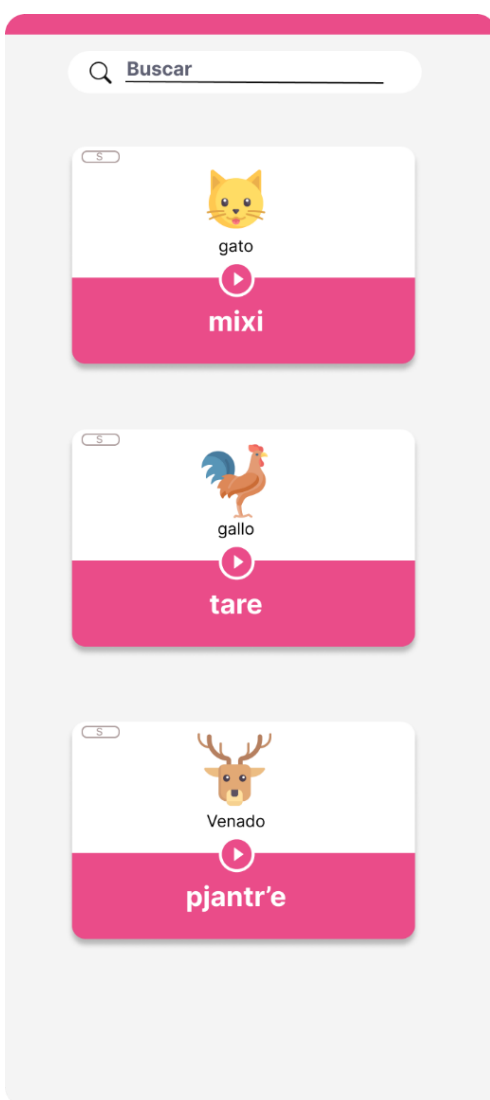 Buscar
S
gato
mixi
S
gallo
tare
S
Venado
pjantr’e